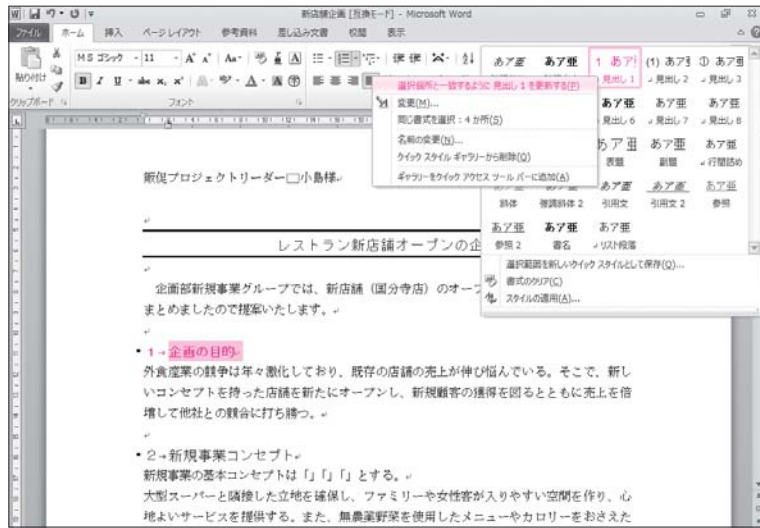 新店舗企画 [互換モード] - Microsoft Word
ファイル ホーム 挿入 ページ レイアウト 参考資料 差し込み文書 校閲 表示
貼り付け
MS ゴシック 11
クリップボード フォント
あア亜 あア亜 1 あア (1) あア ① あア亜
見出し 1 見出し 2 見出し 3
選択個所と一致するように 見出し 1 を更新する(P)
変更(M)...
同じ書式を選択 : 4 か所(S)
名前の変更(N)...
クイック スタイル ギャラリーから削除(Q)
ギャラリーをクイック アクセス ツール バーに追加(A)
あア亜 あア亜 あア亜
見出し 6 見出し 7 見出し 8
あア亜 あア亜 あア亜
表題 副題 行間詰め
あア亜 あア亜 あア亜
斜体 強調斜体 2 引用文 引用文 2 参照
あア亜 あア亜 あア亜
参照 2 書名 リスト段落
選択範囲を新しいクイック スタイルとして保存(Q)...
書式のクリア(C)
スタイルの適用(A)...
販促プロジェクトリーダー□小島様
レストラン新店舗オープンの企
企画部新規事業グループでは、新店舗（国分寺店）のオープ
まとめましたので提案いたします。
1→企画の目的
外食産業の競争は年々激化しており、既存の店舗の売上が伸び悩んでいる。そこで、新し
いコンセプトを持った店舗を新たにオープンし、新規顧客の獲得を図るとともに売上を倍
増して他社との競合に打ち勝つ。
2→新規事業コンセプト
新規事業の基本コンセプトは「」「」「」とする。
大型スーパーと隣接した立地を確保し、ファミリーや女性客が入りやすい空間を作り、心
地よいサービスを提供する。また、無農薬野菜を使用したメニューやカロリーをおさえた